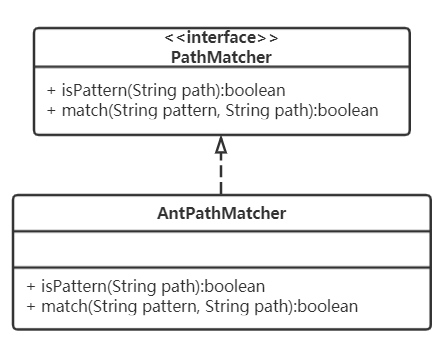 <<interface>>
PathMatcher
+ isPattern(String path):boolean
+ match(String pattern, String path):boolean
AntPathMatcher
+ isPattern(String path):boolean
+ match(String pattern, String path):boolean